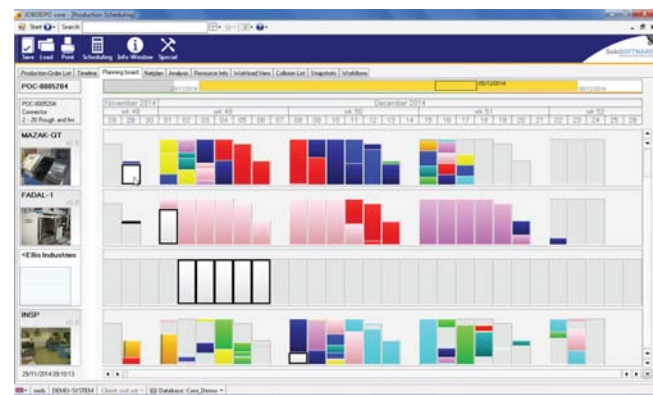 JOBDISPO core - [Production Scheduling]
Start Search
Save Load Print Scheduling Info-Window Special
Production Order List Timeline Planning board Netplan Analysis Resource Info Workload View Collision List Snapshots Workflows
POC-0005204
05/12/2014
POC-0005204
Connector
2 - 20 Rough and fini
November 2014 December 2014
wk 48 wk 49 wk 50 wk 51 wk 52
28 29 30 01 02 03 04 05 06 07 08 09 10 11 12 13 14 15 16 17 18 19 20 21 22 23 24 25 26
MAZAK-QT
FADAL-1
<Ellis Industries
INSP
29/11/2014 09:10:13
DEMO-SYSTEM Database: Core_Demo